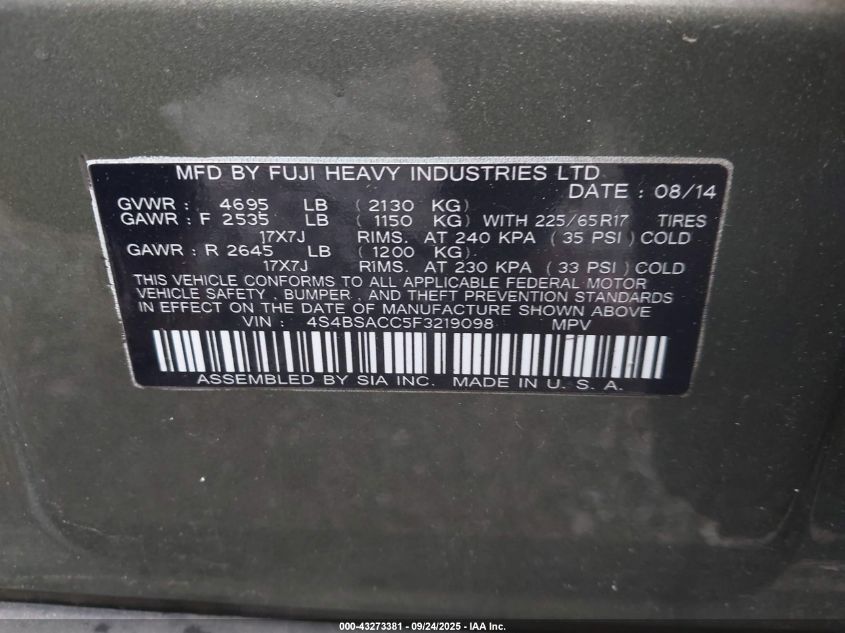 MFD BY FUJI HEAVY INDUSTRIES LTD
DATE : 08/14
GVWR : 4695 LB ( 2130 KG)
GAWR : F 2535 LB ( 1150 KG) WITH 225/65R17 TIRES
17X7J RIMS. AT 240 KPA ( 35 PSI ) COLD
GAWR : R 2645 LB ( 1200 KG).
17X7J RIMS. AT 230 KPA ( 33 PSI ) COLD
THIS VEHICLE CONFORMS TO ALL APPLICABLE FEDERAL MOTOR
VEHICLE SAFETY , BUMPER , AND THEFT PREVENTION STANDARDS
IN EFFECT ON THE DATE OF MANUFACTURE SHOWN ABOVE
VIN : 4S4BSACC5F3219098 MPV
ASSEMBLED BY SIA INC. MADE IN U. S. A.
000-43273381 - 09/24/2025 - IAA Inc.